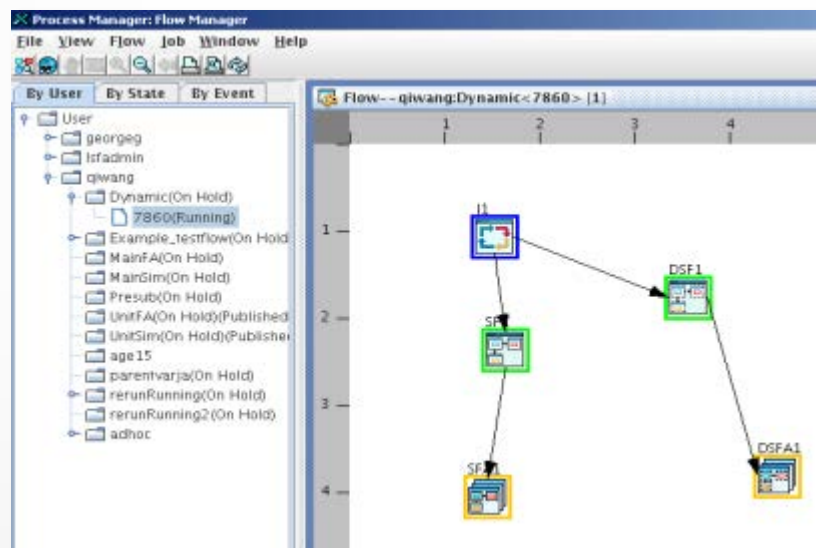 Process Manager: Flow Manager
File View Flow Job Window Help
By User By State By Event
Flow--qiwang:Dynamic<7860> [1]
User
georgeg
lsfadmin
qiwang
Dynamic(On Hold)
7860(Running)
Example_testflow(On Hold
MainFA(On Hold)
MainSim(On Hold)
Presub(On Hold)
UnitFA(On Hold)(Published
UnitSim(On Hold)(Publishe
age15
parentvarja(On Hold)
rerunRunning(On Hold)
rerunRunning2(On Hold)
adhoc
1 2 3 4
1
2
3
4
J1
DSF1
DSFA1